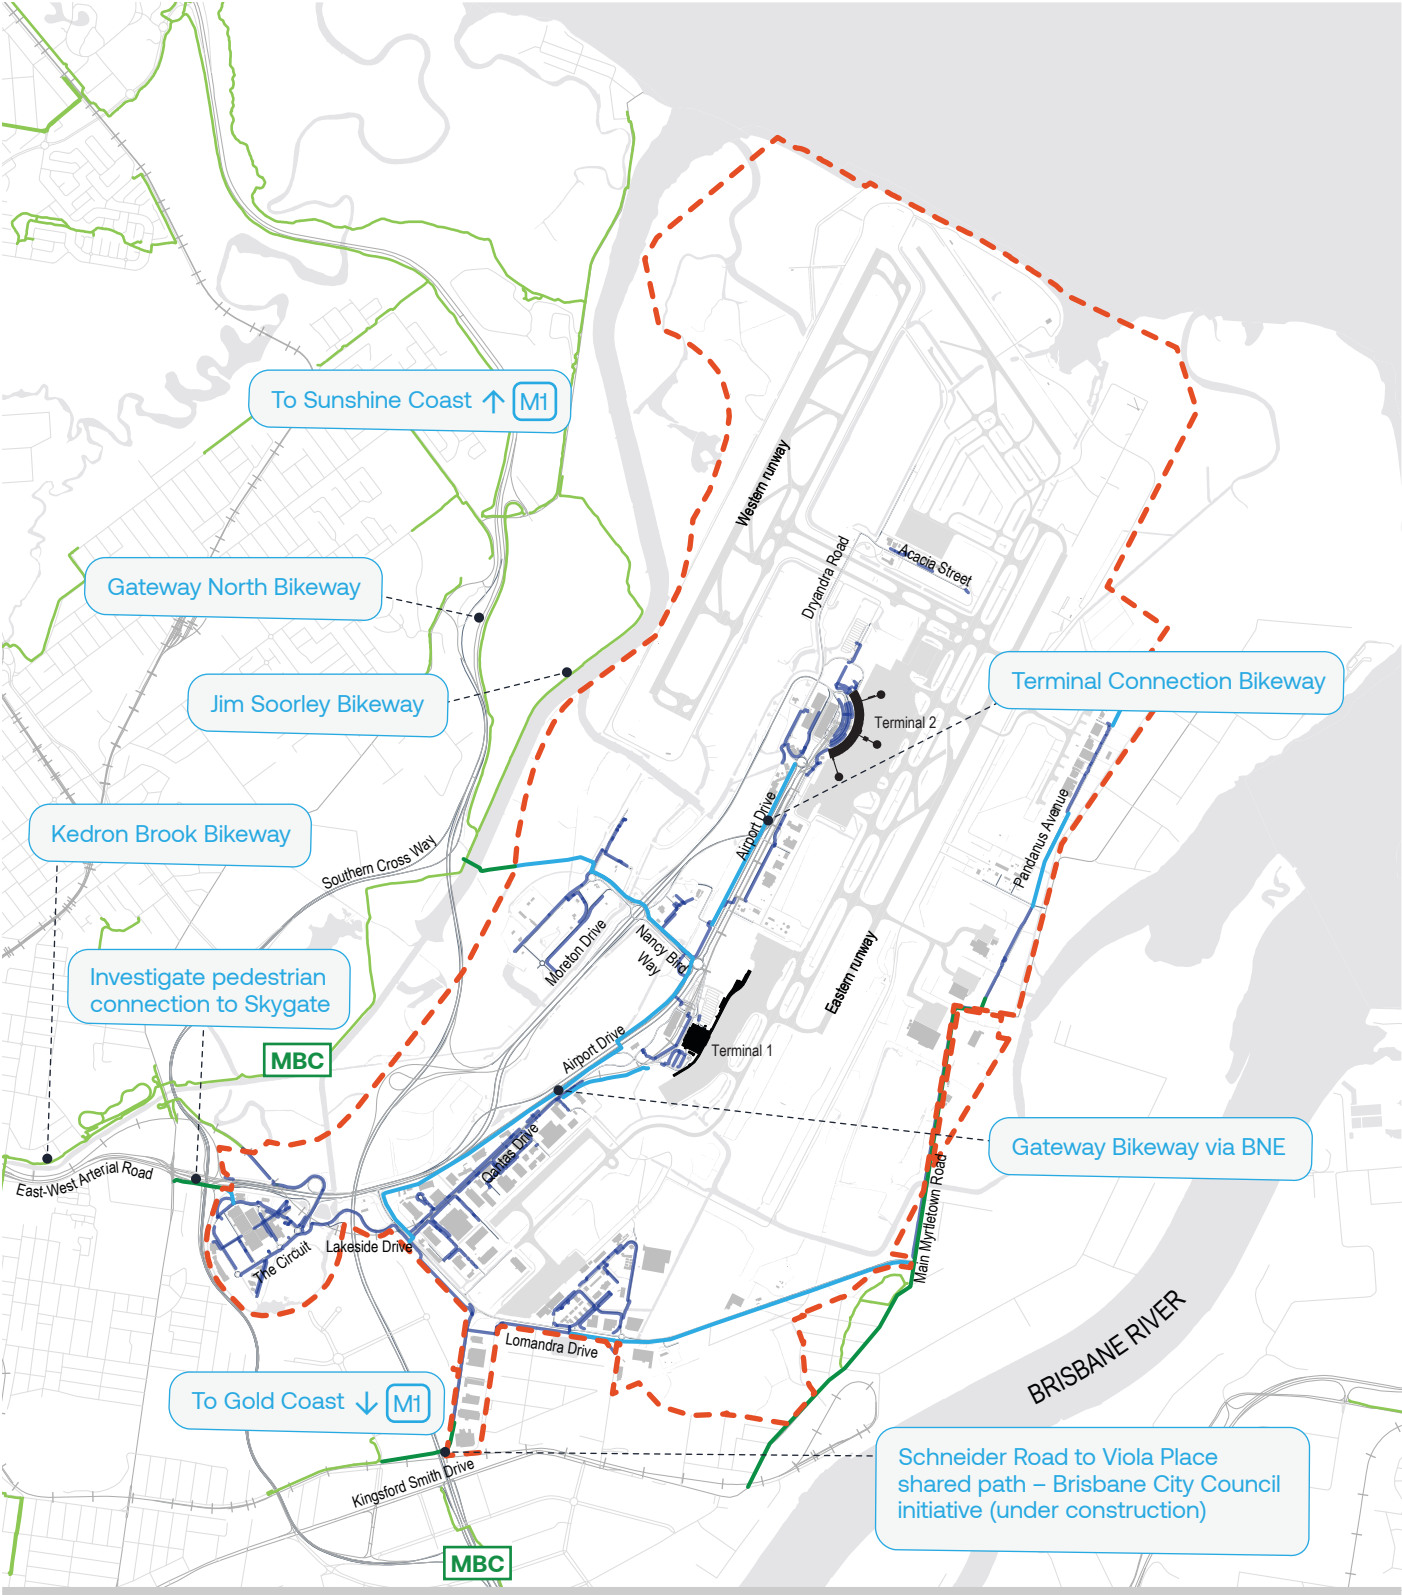 To Sunshine Coast ↑ M1
Western runway
Dryandra Road
Acacia Street
Gateway North Bikeway
Terminal Connection Bikeway
Jim Soorley Bikeway
Terminal 2
Kedron Brook Bikeway
Airport Drive
Pandanus Avenue
Southern Cross Way
Moreton Drive
Nancy Bird
Way
Eastern runway
Investigate pedestrian
connection to Skygate
MBC
Airport Drive
Terminal 1
Gateway Bikeway via BNE
Qantas Drive
East-West Arterial Road
The Circuit
Lakeside Drive
Main Myrtletown Road
Lomandra Drive
BRISBANE RIVER
To Gold Coast ↓ M1
Kingsford Smith Drive
Schneider Road to Viola Place
shared path – Brisbane City Council
initiative (under construction)
MBC